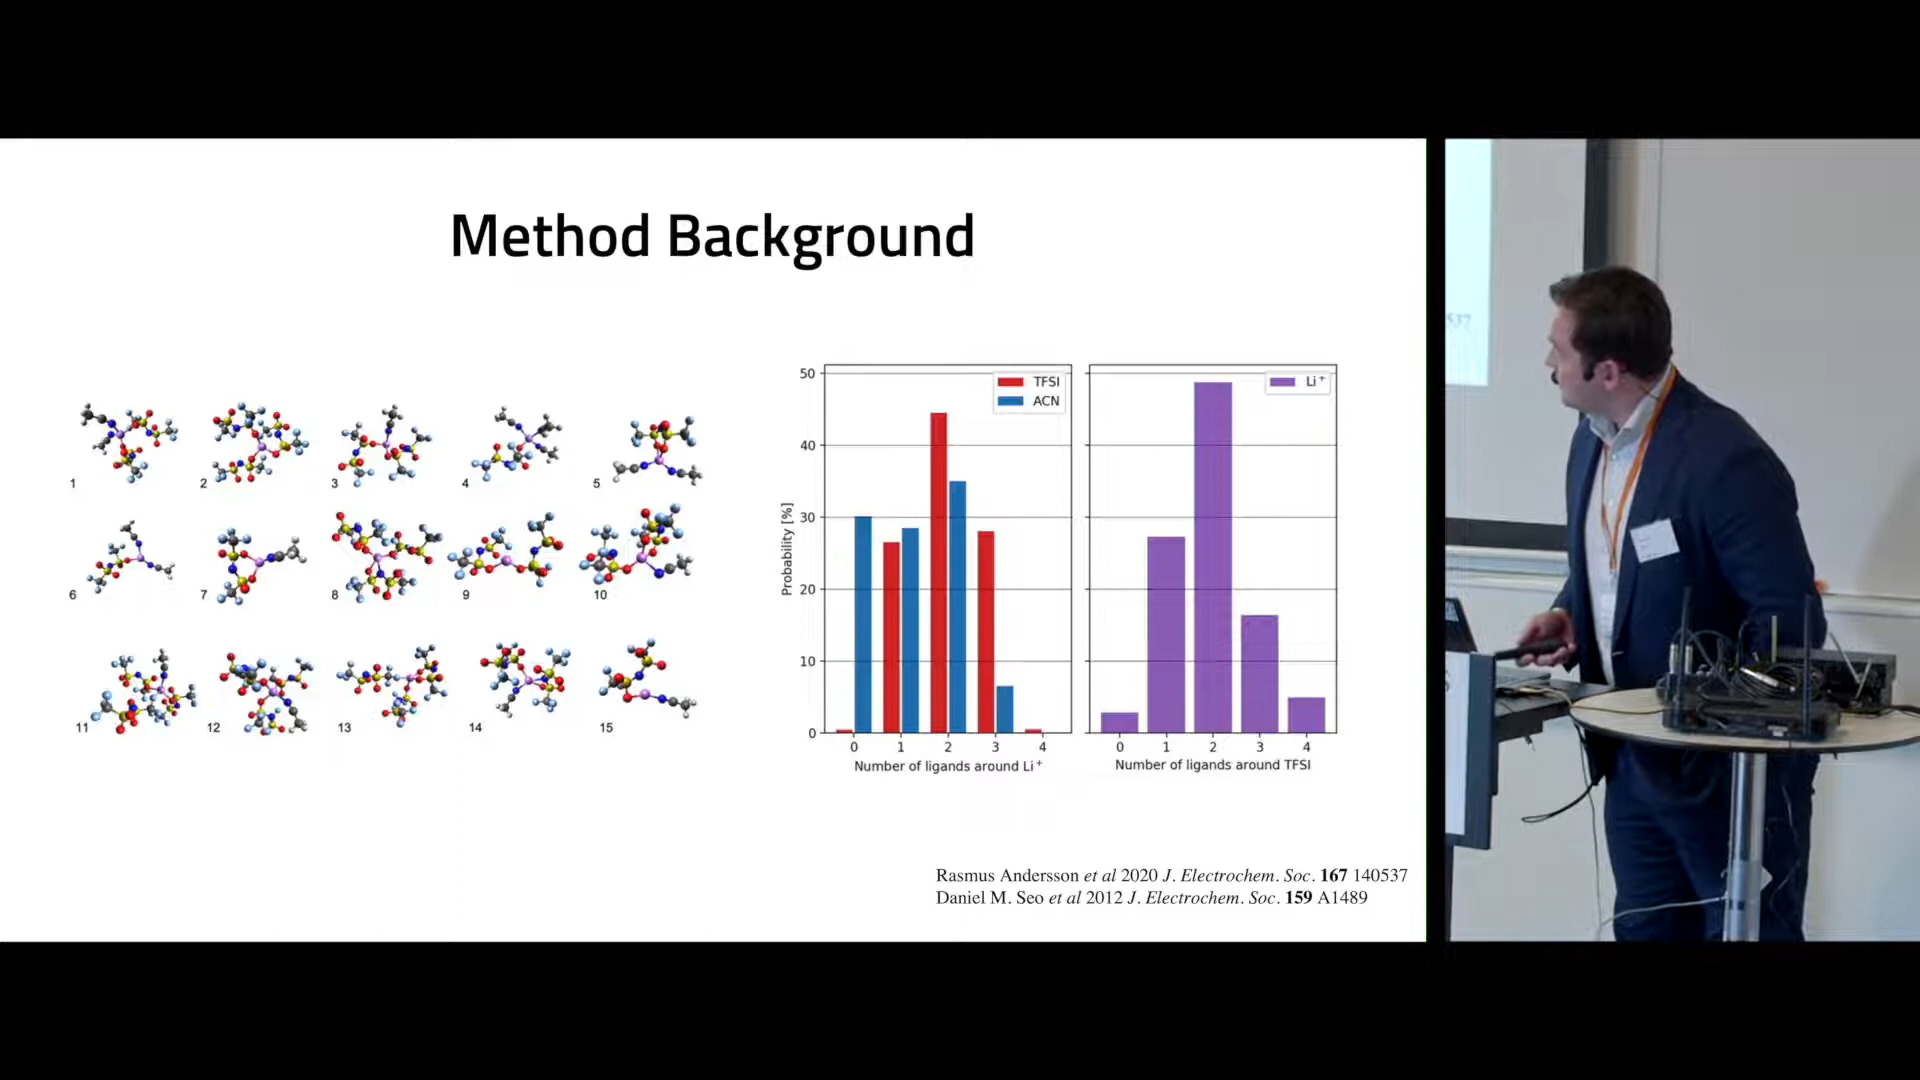 Method Background
1
2
3
4
5
6
7
8
9
10
11
12
13
14
15
Probability [%]
50
40
30
20
10
0
TFSI
ACN
0 1 2 3 4
Number of ligands around Li⁺
Li⁺
0 1 2 3 4
Number of ligands around TFSI
Rasmus Andersson et al 2020 J. Electrochem. Soc. 167 140537
Daniel M. Seo et al 2012 J. Electrochem. Soc. 159 A1489
537